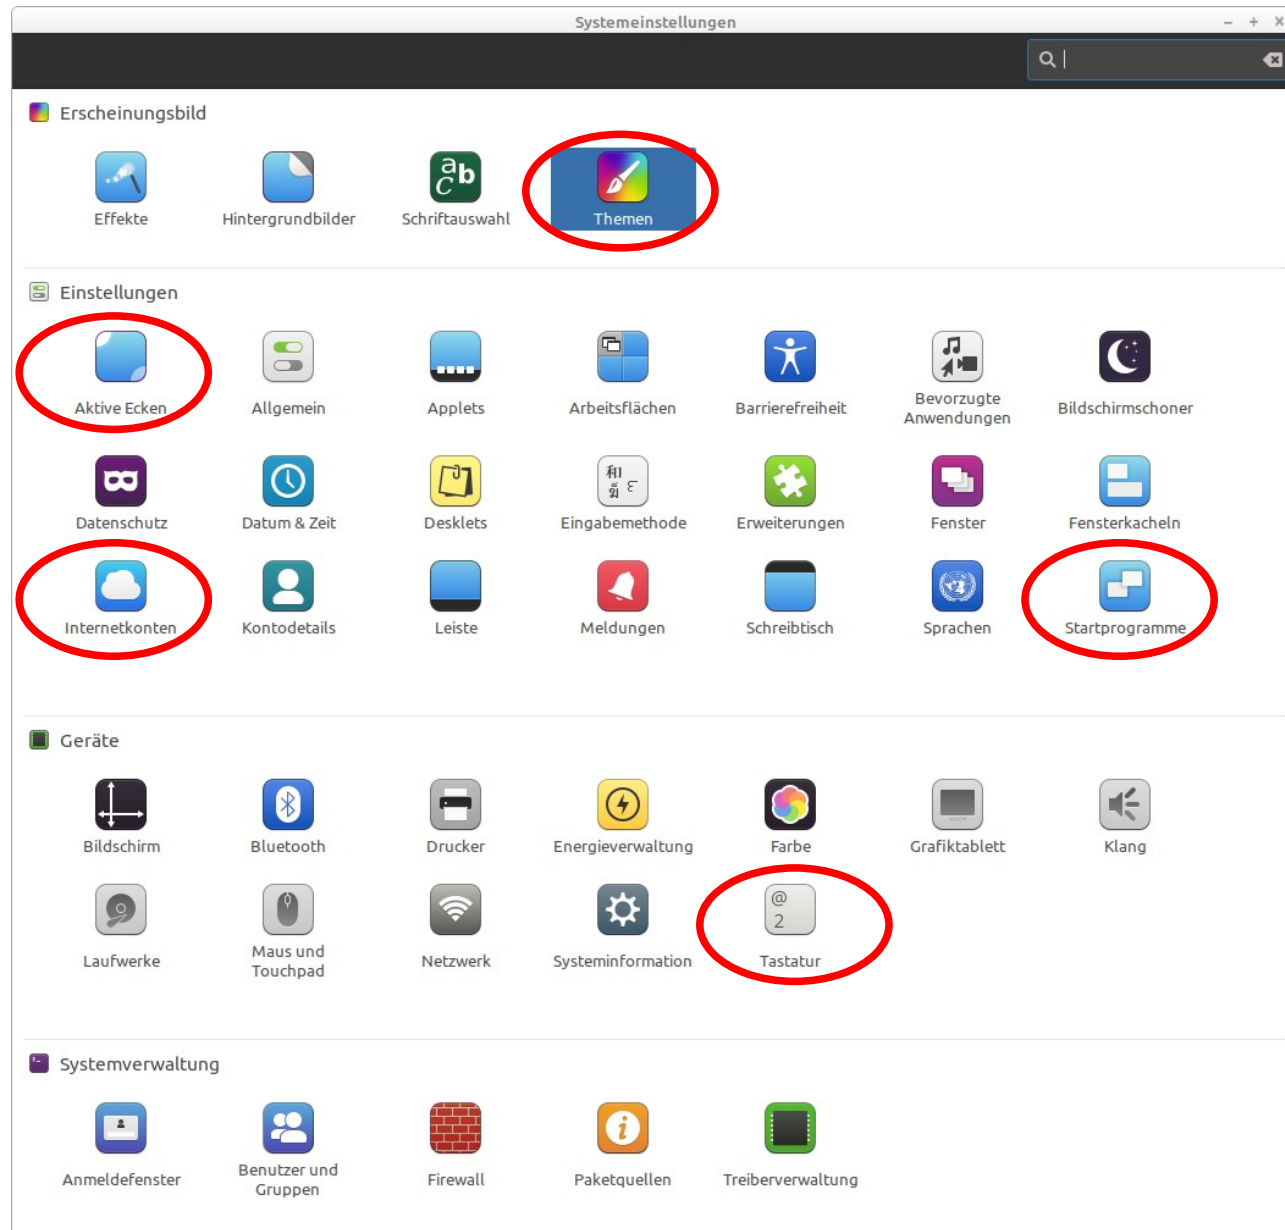 Systemeinstellungen
Erscheinungsbild
Effekte Hintergrundbilder Schriftauswahl Themen
Einstellungen
Aktive Ecken Allgemein Applets Arbeitsflächen Barrierefreiheit Bevorzugte Anwendungen Bildschirmschoner
Datenschutz Datum & Zeit Desklets Eingabemethode Erweiterungen Fenster Fensterkacheln
Internetkonten Kontodetails Leiste Meldungen Schreibtisch Sprachen Startprogramme
Geräte
Bildschirm Bluetooth Drucker Energieverwaltung Farbe Grafiktablett Klang
@
2
Laufwerke Maus und Touchpad Netzwerk Systeminformation Tastatur
Systemverwaltung
Anmeldefenster Benutzer und Gruppen Firewall Paketquellen Treiberverwaltung